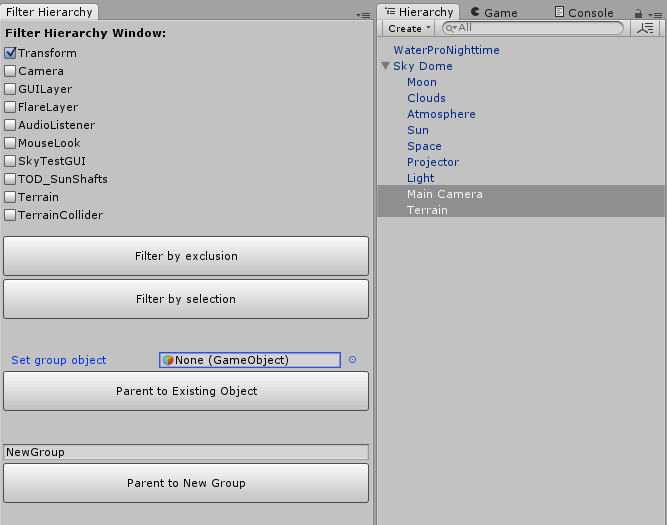 Filter Hierarchy
Filter Hierarchy Window:
Transform
Camera
GUILayer
FlareLayer
AudioListener
MouseLook
SkyTestGUI
TOD_SunShafts
Terrain
TerrainCollider
Filter by exclusion
Filter by selection
Set group object None (GameObject)
Parent to Existing Object
NewGroup
Parent to New Group
Hierarchy Game Console
Create All
WaterProNighttime
Sky Dome
Moon
Clouds
Atmosphere
Sun
Space
Projector
Light
Main Camera
Terrain